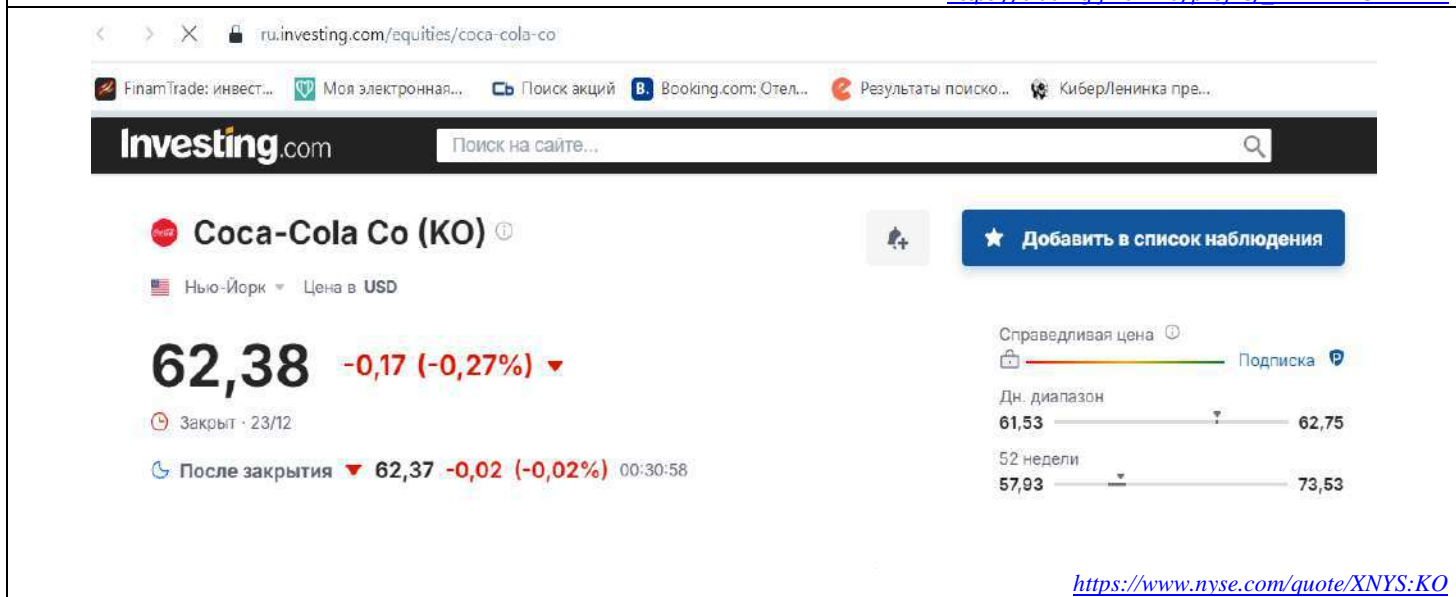 ru.investing.com/equities/coca-cola-co
FinamTrade: инвест... Моя электронная... Сь Поиск акций B. Booking.com: Отел... Результаты поиско... КиберЛенинка пре...
Investing.com Поиск на сайте...
Coca-Cola Co (KO)
Добавить в список наблюдения
Нью-Йорк Цена в USD
62,38 -0,17 (-0,27%)
Закрыт · 23/12
После закрытия 62,37 -0,02 (-0,02%) 00:30:58
Справедливая цена
Подписка
Дн. диапазон
61,53 62,75
52 недели
57,93 73,53
https://www.nyse.com/quote/XNYS:KO